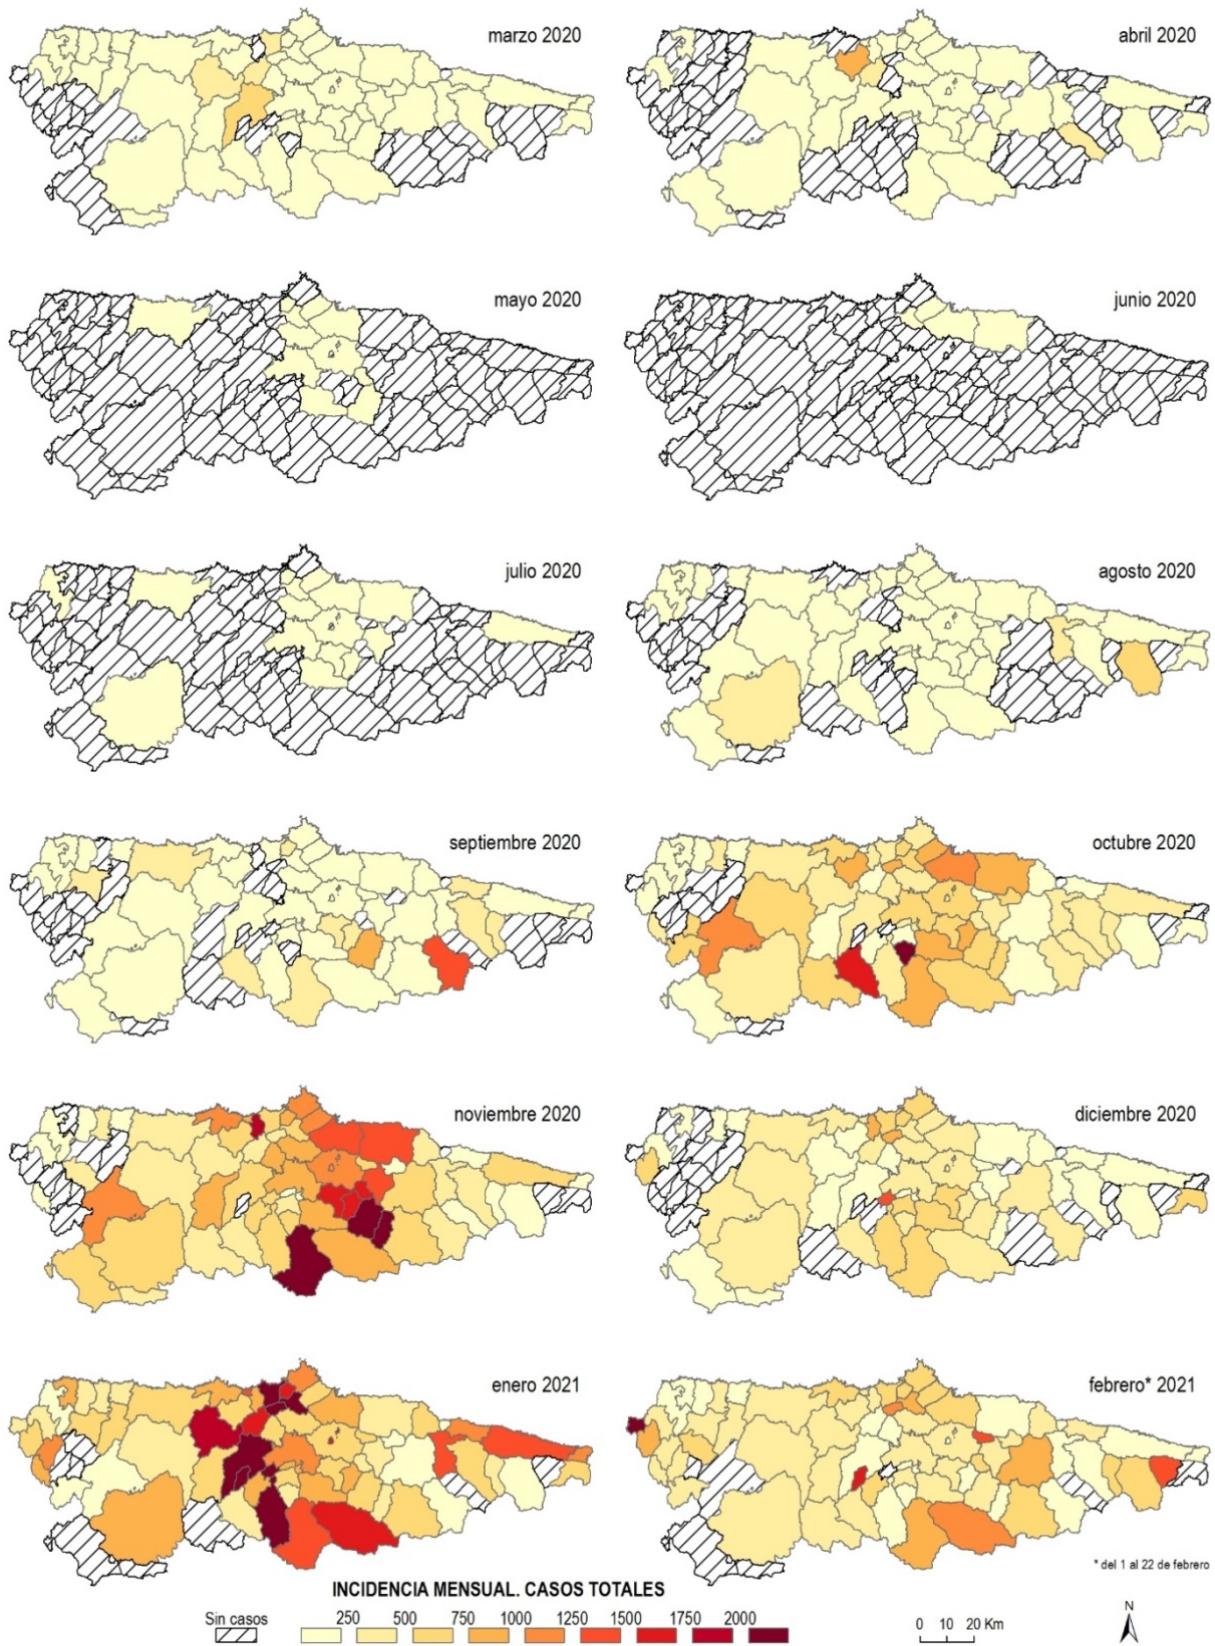 marzo 2020
abril 2020
mayo 2020
junio 2020
julio 2020
agosto 2020
septiembre 2020
octubre 2020
noviembre 2020
diciembre 2020
enero 2021
febrero* 2021
* del 1 al 22 de febrero
INCIDENCIA MENSUAL. CASOS TOTALES
Sin casos 250 500 750 1000 1250 1500 1750 2000
0 10 20 Km
N